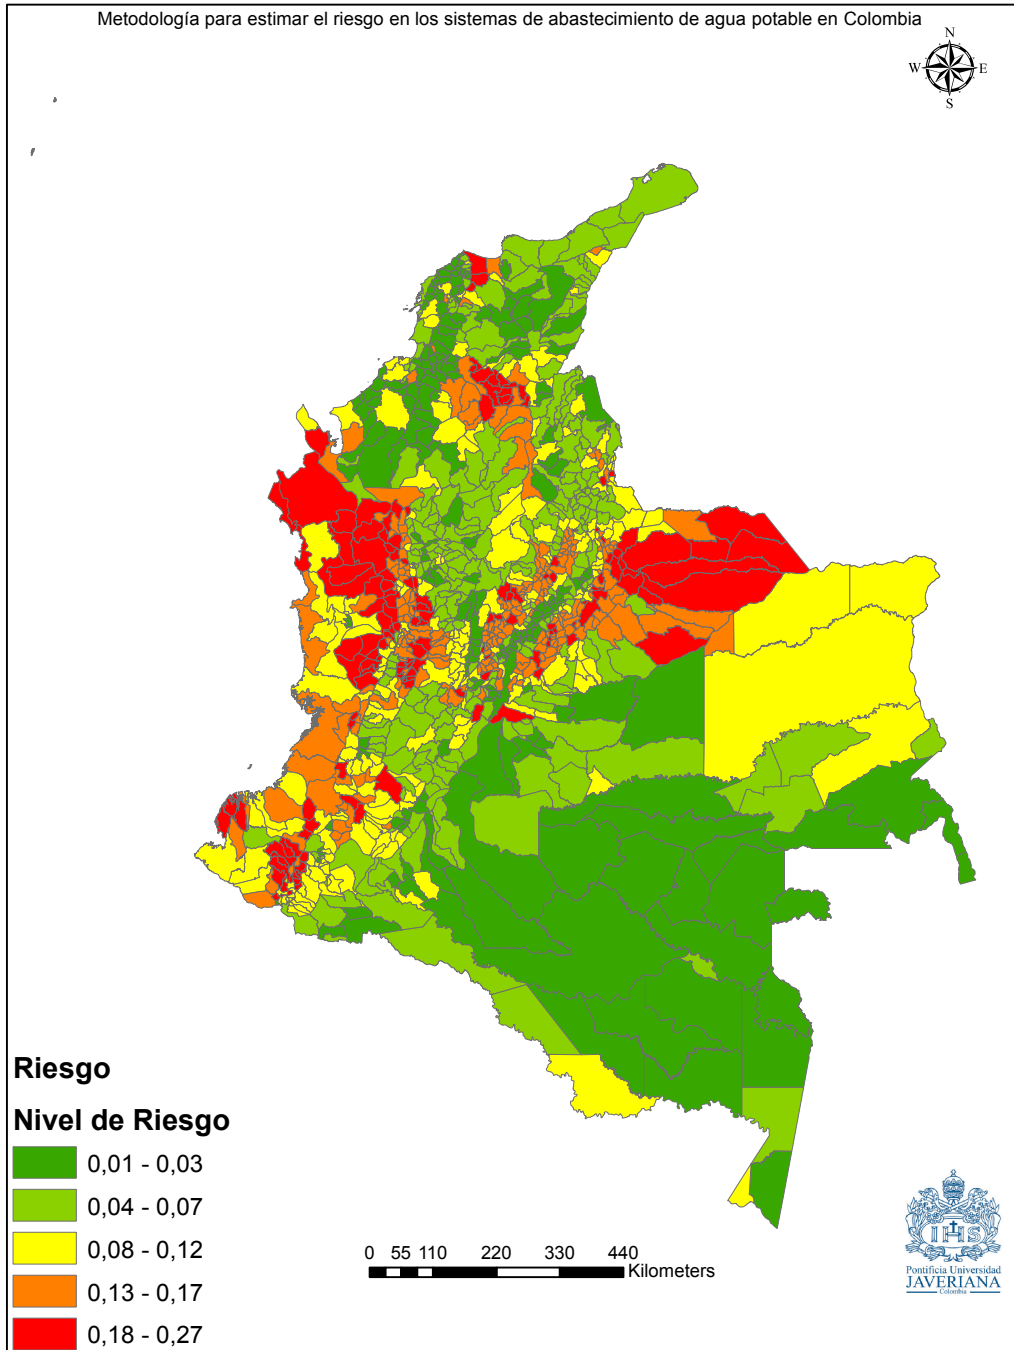 Metodología para estimar el riesgo en los sistemas de abastecimiento de agua potable en Colombia
N
W E
S
Riesgo
Nivel de Riesgo
0,01 - 0,03
0,04 - 0,07
0,08 - 0,12
0,13 - 0,17
0,18 - 0,27
0 55 110 220 330 440
Kilometers
IHS
Pontificia Universidad
JAVERIANA
Colombia